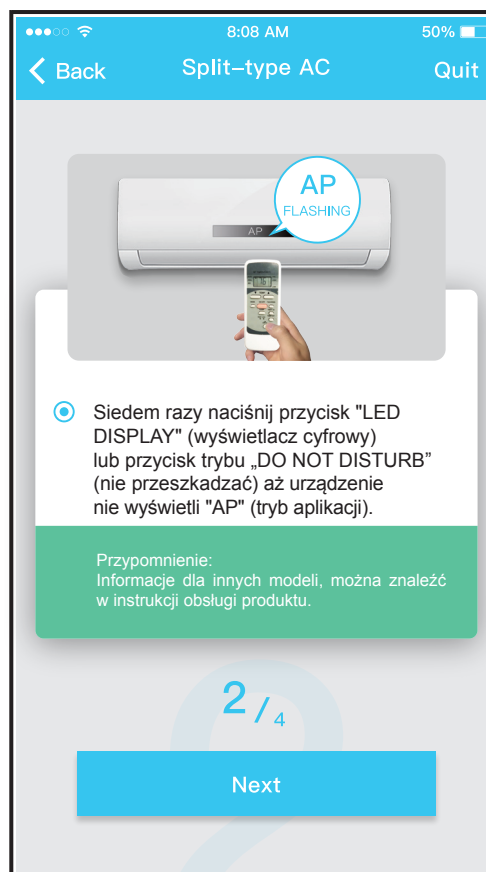 8:08 AM
50%
Back
Split–type AC
Quit
AP
FLASHING
AP
Siedem razy naciśnij przycisk "LED
DISPLAY" (wyświetlacz cyfrowy)
lub przycisk trybu „DO NOT DISTURB”
(nie przeszkadzać) aż urządzenie
nie wyświetli "AP" (tryb aplikacji).
Przypomnienie:
Informacje dla innych modeli, można znaleźć
w instrukcji obsługi produktu.
2/4
Next